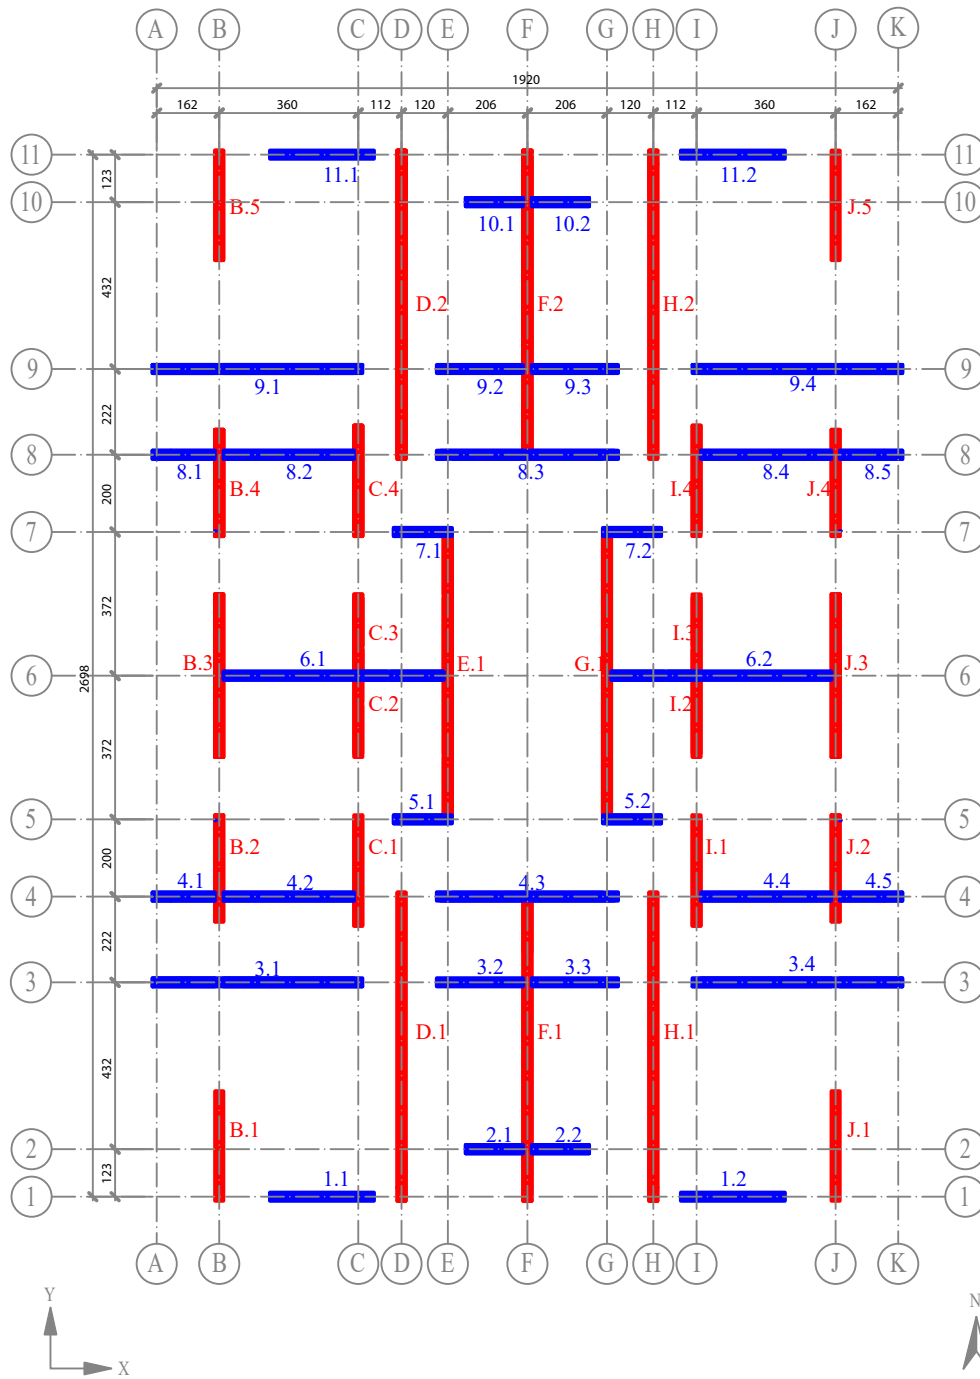 A B C D E F G H I J K
1920
162 360 112 120 206 206 120 112 360 162
11 11.1 11.2 11
123
10 B.5 10.1 10.2 J.5 10
432
D.2 F.2 H.2
9 9.1 9.2 9.3 9.4 9
222
8 8.1 8.2 8.3 8.4 8.5 8
200 B.4 C.4 I.4 J.4
7 7.1 7.2 7
372
C.3 I.3
6 B.3 6.1 E.1 G.1 6.2 J.3 6
2698
C.2 I.2
372
5 5.1 5.2 5
200 B.2 C.1 I.1 J.2
4 4.1 4.2 4.3 4.4 4.5 4
222
3 3.1 3.2 3.3 3.4 3
432
D.1 F.1 H.1
B.1 J.1
2 2.1 2.2 2
123
1 1.1 1.2 1
A B C D E F G H I J K
Y
X
N